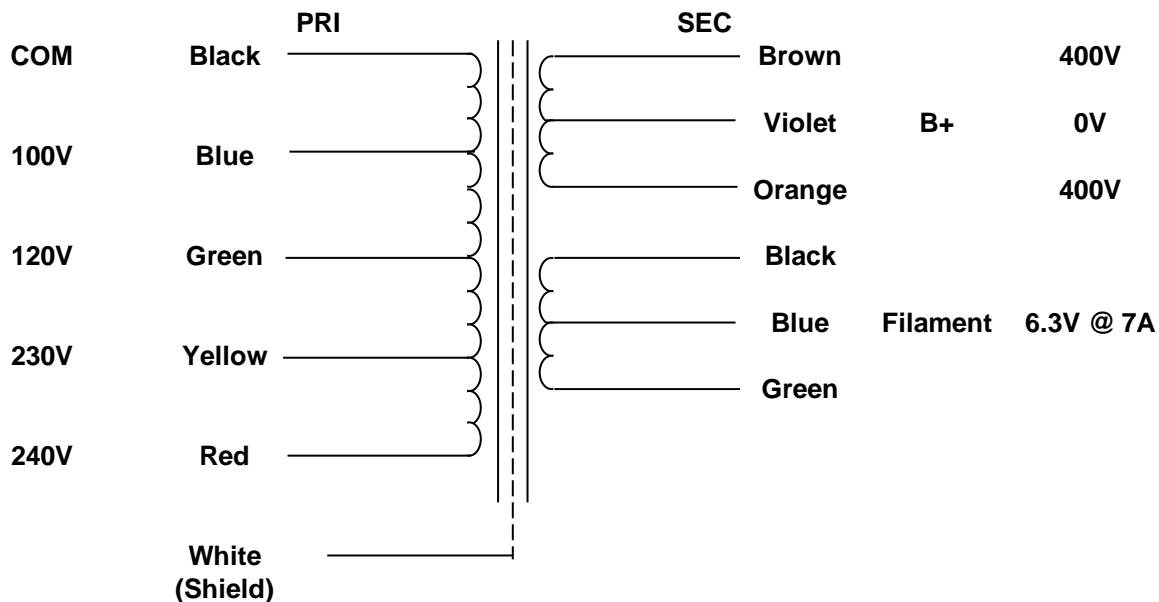 PRI SEC
COM Black Brown 400V
Violet B+ 0V
100V Blue
Orange 400V
120V Green Black
Blue Filament 6.3V @ 7A
230V Yellow
Green
240V Red
White
(Shield)